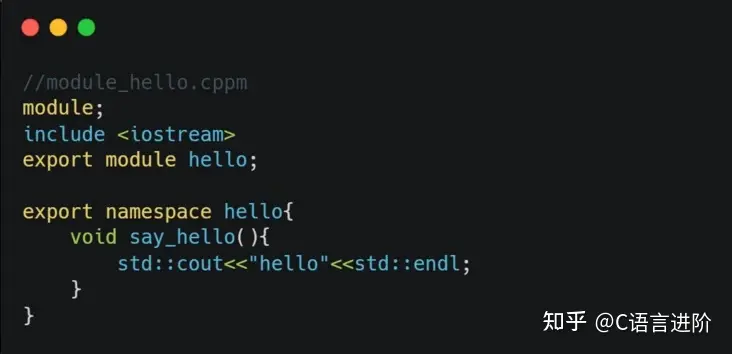 //module_hello.cppm
module;
include <iostream>
export module hello;

export namespace hello{
    void say_hello(){
        std::cout<<"hello"<<std::endl;
    }
}
知乎 @C语言进阶